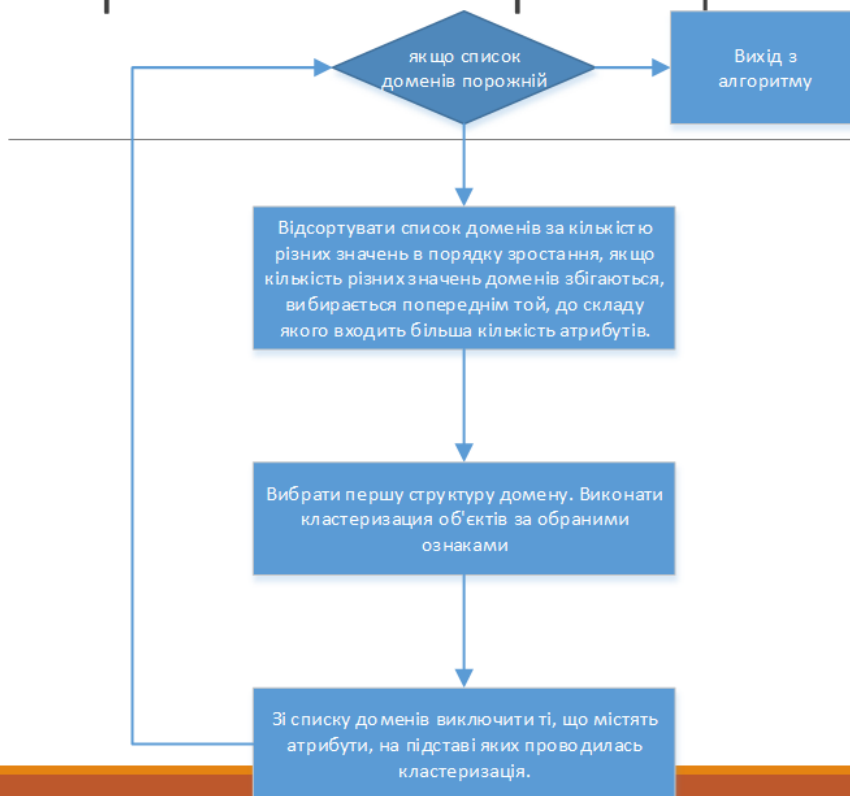 якщо список
доменів порожній
Вихід з
алгоритму
Відсортувати список доменів за кількістю
різних значень в порядку зростання, якщо
кількість різних значень доменів збігаються,
вибирається попереднім той, до складу
якого входить більша кількість атрибутів.
Вибрати першу структуру домену. Виконати
кластеризация об'єктів за обраними
ознаками
Зі списку доменів виключити ті, що містять
атрибути, на підставі яких проводилась
кластеризація.